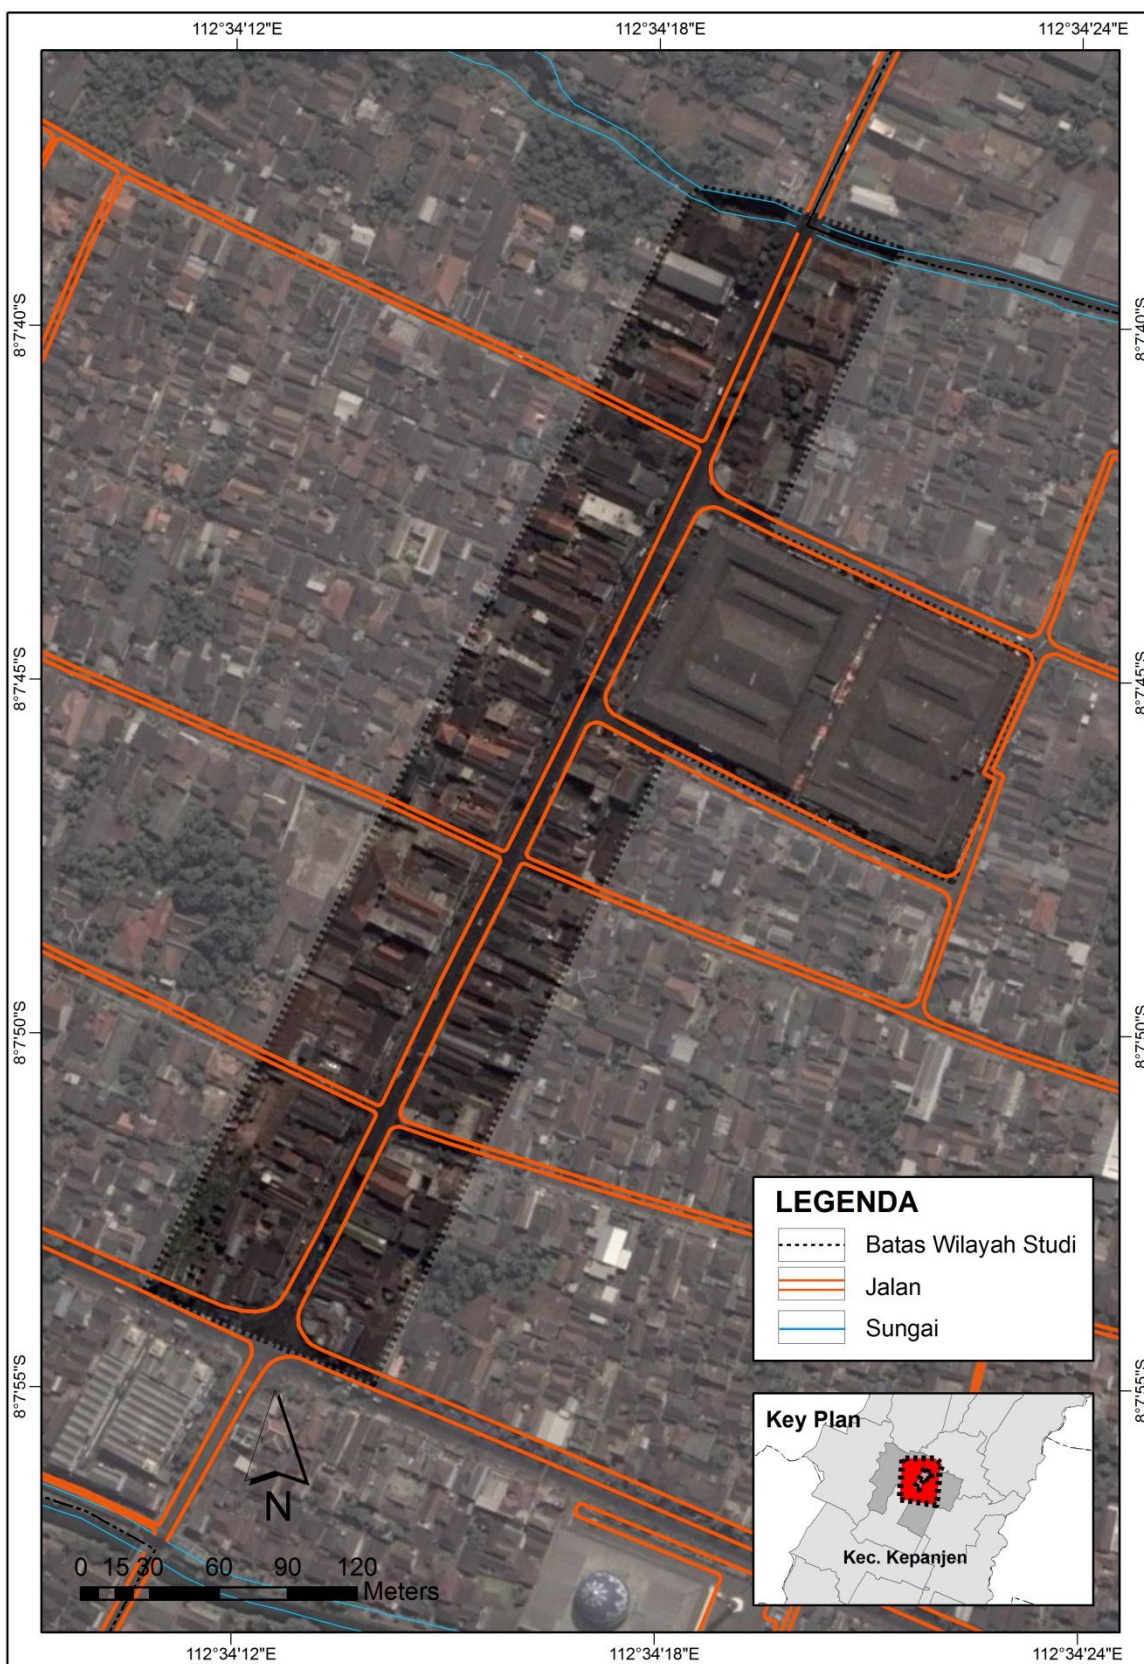 112°34'12"E
112°34'18"E
112°34'24"E
8°7'40"S
8°7'40"S
8°7'45"S
8°7'45"S
8°7'50"S
8°7'50"S
LEGENDA
Batas Wilayah Studi
Jalan
Sungai
8°7'55"S
8°7'55"S
Key Plan
Kec. Kepanjen
N
0 15 30 60 90 120
Meters
112°34'12"E
112°34'18"E
112°34'24"E